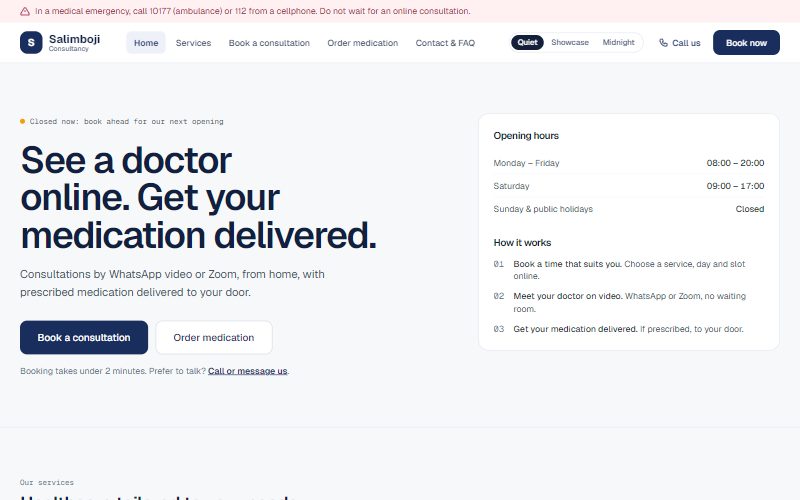 In a medical emergency, call 10177 (ambulance) or 112 from a cellphone. Do not wait for an online consultation.
S
Salimboji
Consultancy
Home
Services
Book a consultation
Order medication
Contact & FAQ
Quiet
Showcase
Midnight
Call us
Book now
Closed now: book ahead for our next opening
See a doctor
online. Get your
medication delivered.
Consultations by WhatsApp video or Zoom, from home, with
prescribed medication delivered to your door.
Book a consultation
Order medication
Booking takes under 2 minutes. Prefer to talk? Call or message us.
Opening hours
Monday – Friday 08:00 – 20:00
Saturday 09:00 – 17:00
Sunday & public holidays Closed
How it works
01 Book a time that suits you. Choose a service, day and slot
online.
02 Meet your doctor on video. WhatsApp or Zoom, no waiting
room.
03 Get your medication delivered. If prescribed, to your door.
Our services